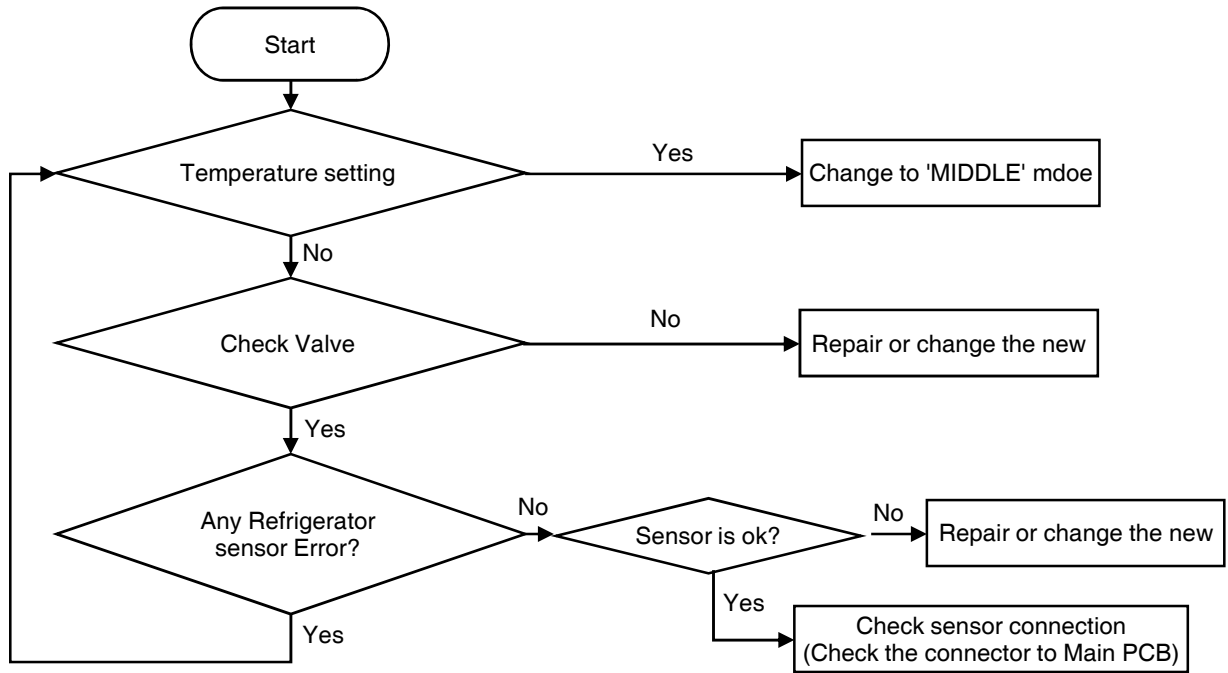 Start
Temperature setting
Yes
Change to 'MIDDLE' mdoe
No
Check Valve
No
Repair or change the new
Yes
Any Refrigerator
sensor Error?
No
Sensor is ok?
No
Repair or change the new
Yes
Yes
Check sensor connection
(Check the connector to Main PCB)